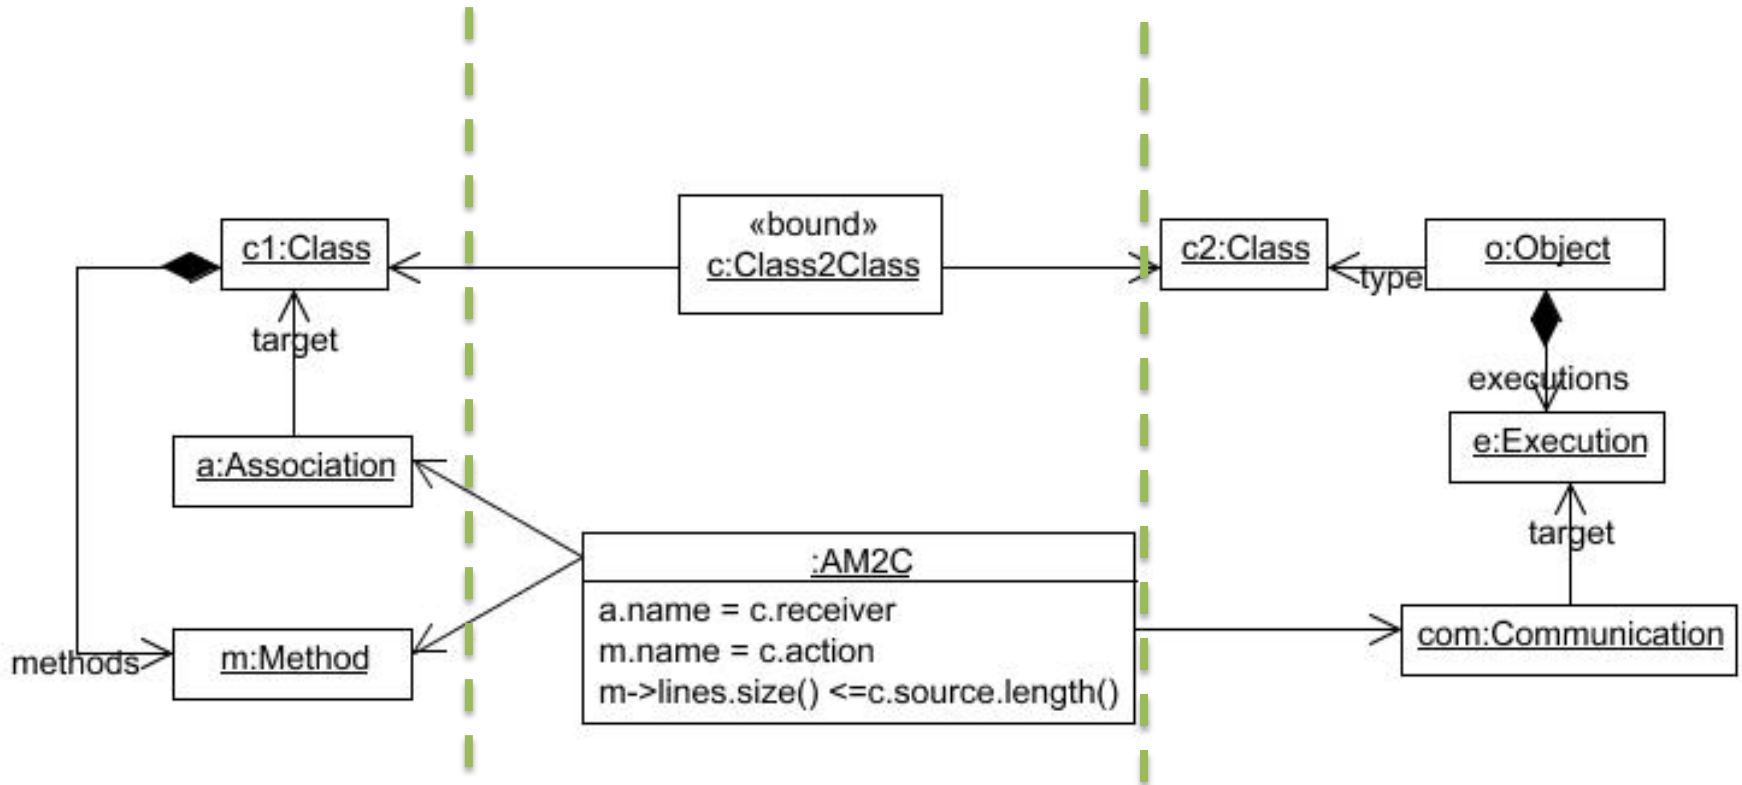 «bound»
c1:Class
c:Class2Class
c2:Class
o:Object
type
target
executions
a:Association
e:Execution
target
:AM2C
a.name = c.receiver
m.name = c.action
m->lines.size() <=c.source.length()
com:Communication
methods
m:Method